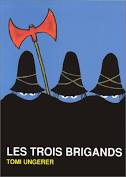 LES TROIS BRIGANDS
TOMI UNGERER